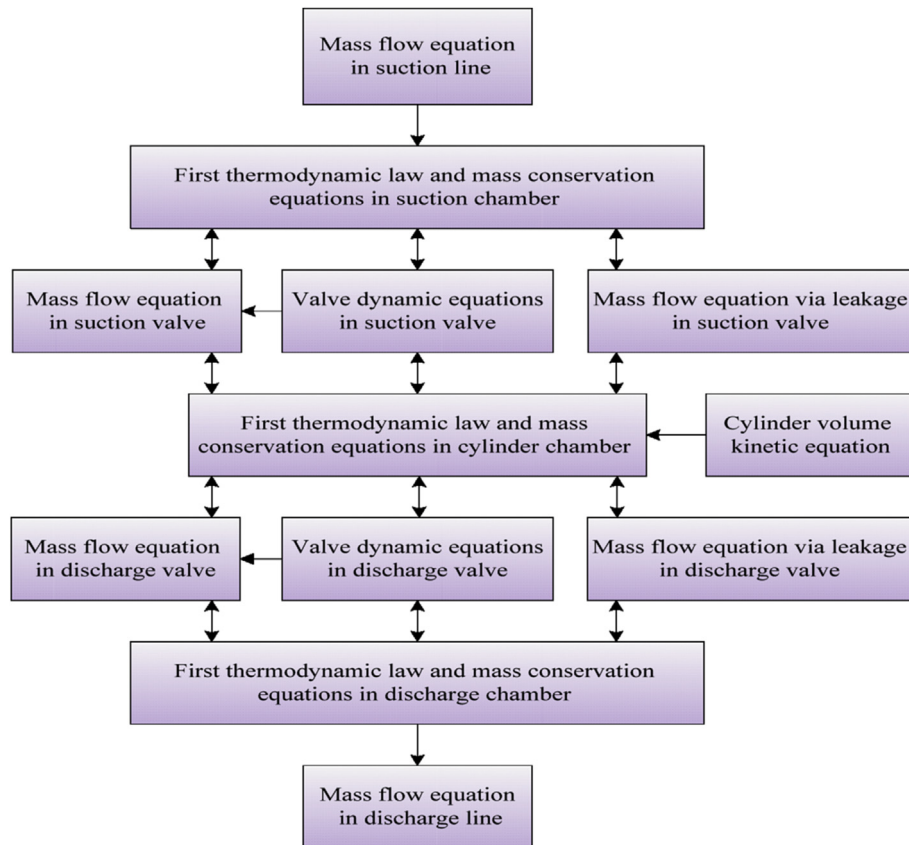 Mass flow equation
in suction line
First thermodynamic law and mass conservation
equations in suction chamber
Mass flow equation
in suction valve
Valve dynamic equations
in suction valve
Mass flow equation via leakage
in suction valve
First thermodynamic law and mass
conservation equations in cylinder chamber
Cylinder volume
kinetic equation
Mass flow equation
in discharge valve
Valve dynamic equations
in discharge valve
Mass flow equation via leakage
in discharge valve
First thermodynamic law and mass conservation
equations in discharge chamber
Mass flow equation
in discharge line